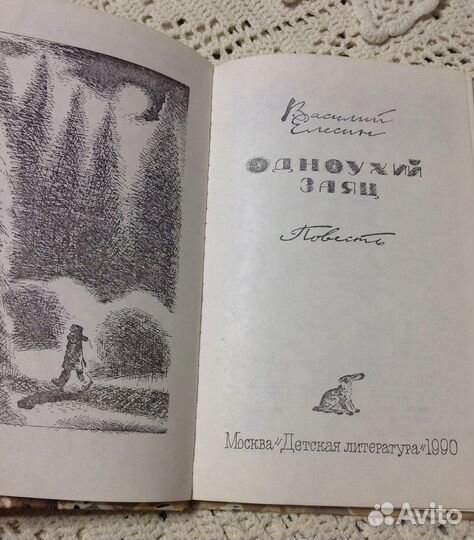 Василий
Елесин
ОДНОУХИЙ
ЗАЯЦ
Повесть
Москва "Детская литература" 1990
Avito